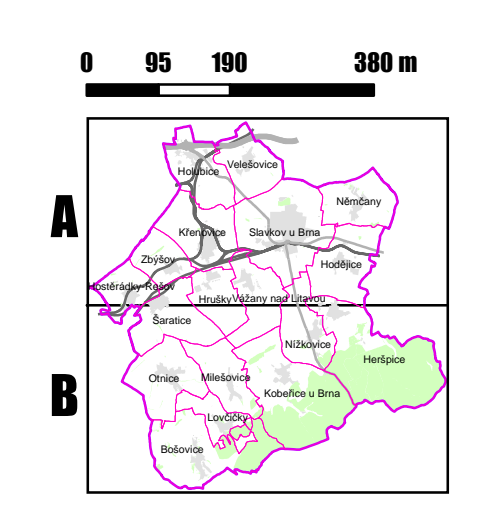 0 95 190 380 m
Holubice
Velešovice
Němčany
A
Křenovice
Slavkov u Brna
Zbýšov
Hodějice
Hostěrádky-Rešov
Hrušky
Vážany nad Litavou
Šaratice
Nížkovice
Heršpice
Otnice
Milešovice
B
Kobeřice u Brna
Lovčičky
Bošovice